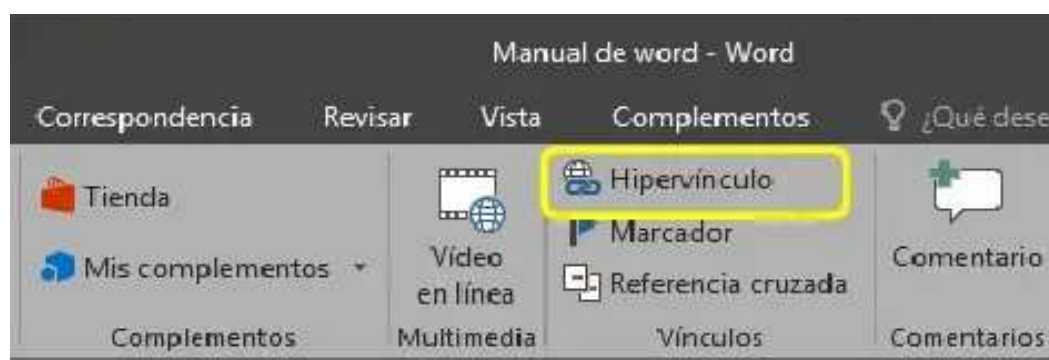 Manual de word - Word
Correspondencia Revisar Vista Complementos ¿Qué dese
Tienda
Mis complementos
Complementos
Vídeo
en línea
Multimedia
Hipervínculo
Marcador
Referencia cruzada
Vínculos
Comentario
Comentarios